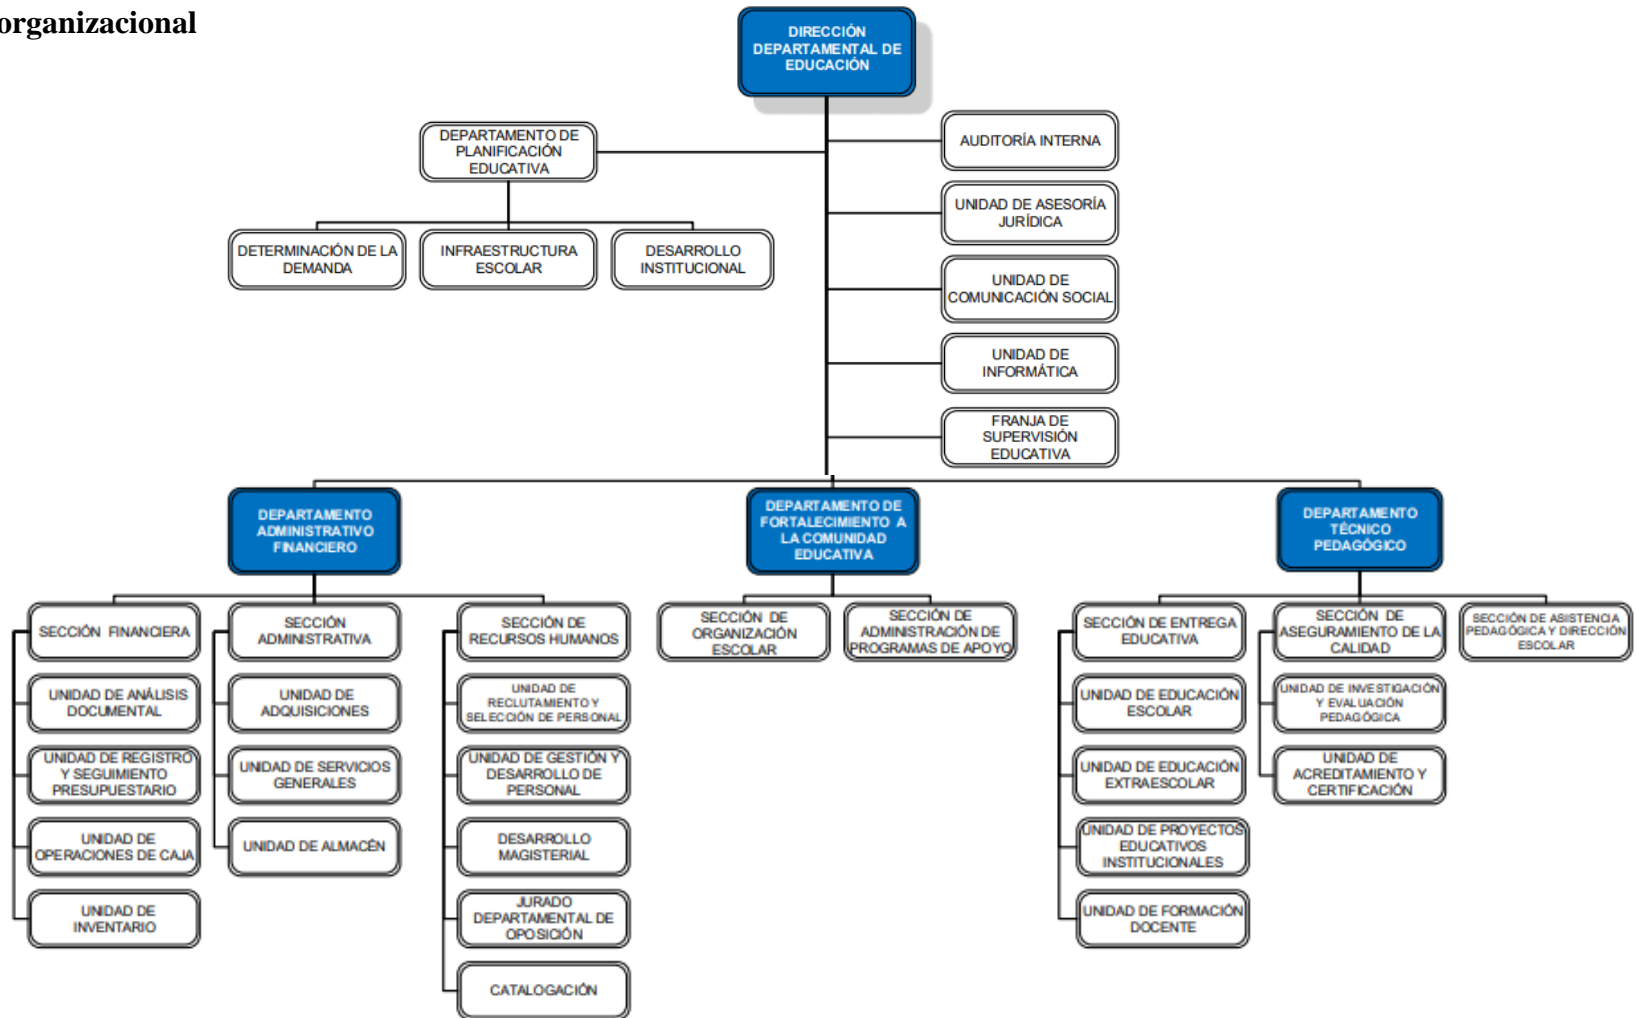 organizacional
DIRECCIÓN
DEPARTAMENTAL DE
EDUCACIÓN
DEPARTAMENTO DE
PLANIFICACIÓN
EDUCATIVA
AUDITORÍA INTERNA
UNIDAD DE ASESORÍA
JURÍDICA
DETERMINACIÓN DE LA
DEMANDA
INFRAESTRUCTURA
ESCOLAR
DESARROLLO
INSTITUCIONAL
UNIDAD DE
COMUNICACIÓN SOCIAL
UNIDAD DE
INFORMÁTICA
FRANJA DE
SUPERVISIÓN
EDUCATIVA
DEPARTAMENTO
ADMINISTRATIVO
FINANCIERO
DEPARTAMENTO DE
FORTALECIMIENTO A
LA COMUNIDAD
EDUCATIVA
DEPARTAMENTO
TÉCNICO
PEDAGÓGICO
SECCIÓN FINANCIERA
UNIDAD DE ANÁLISIS
DOCUMENTAL
UNIDAD DE REGISTRO
Y SEGUIMIENTO
PRESUPUESTARIO
UNIDAD DE
OPERACIONES DE CAJA
UNIDAD DE
INVENTARIO
SECCIÓN
ADMINISTRATIVA
UNIDAD DE
ADQUISICIONES
UNIDAD DE SERVICIOS
GENERALES
UNIDAD DE ALMACÉN
SECCIÓN DE
RECURSOS HUMANOS
UNIDAD DE
RECLUTAMIENTO Y
SELECCIÓN DE PERSONAL
UNIDAD DE GESTIÓN Y
DESARROLLO DE
PERSONAL
DESARROLLO
MAGISTERIAL
JURADO
DEPARTAMENTAL DE
OPOSICIÓN
CATALOGACIÓN
SECCIÓN DE
ORGANIZACIÓN
ESCOLAR
SECCIÓN DE
ADMINISTRACIÓN DE
PROGRAMAS DE APOYO
SECCIÓN DE ENTREGA
EDUCATIVA
UNIDAD DE EDUCACIÓN
ESCOLAR
UNIDAD DE EDUCACIÓN
EXTRAESCOLAR
UNIDAD DE PROYECTOS
EDUCATIVOS
INSTITUCIONALES
UNIDAD DE FORMACIÓN
DOCENTE
SECCIÓN DE
ASEGURAMIENTO DE LA
CALIDAD
UNIDAD DE INVESTIGACIÓN
Y EVALUACIÓN
PEDAGÓGICA
UNIDAD DE
ACREDITAMIENTO Y
CERTIFICACIÓN
SECCIÓN DE ASISTENCIA
PEDAGÓGICA Y DIRECCIÓN
ESCOLAR